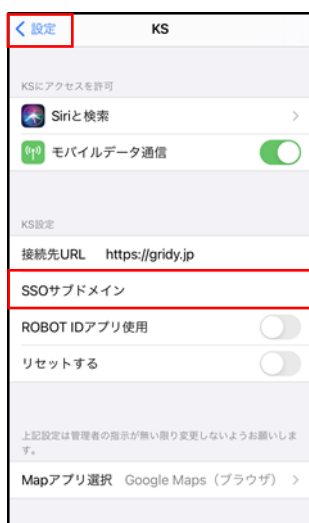 設定
KS
KSにアクセスを許可
Siriと検索
モバイルデータ通信
KS設定
接続先URL https://gridy.jp
SSOサブドメイン
ROBOT IDアプリ使用
リセットする
上記設定は管理者の指示が無い限り変更しないようお願いしま
す。
Mapアプリ選択 Google Maps（ブラウザ）